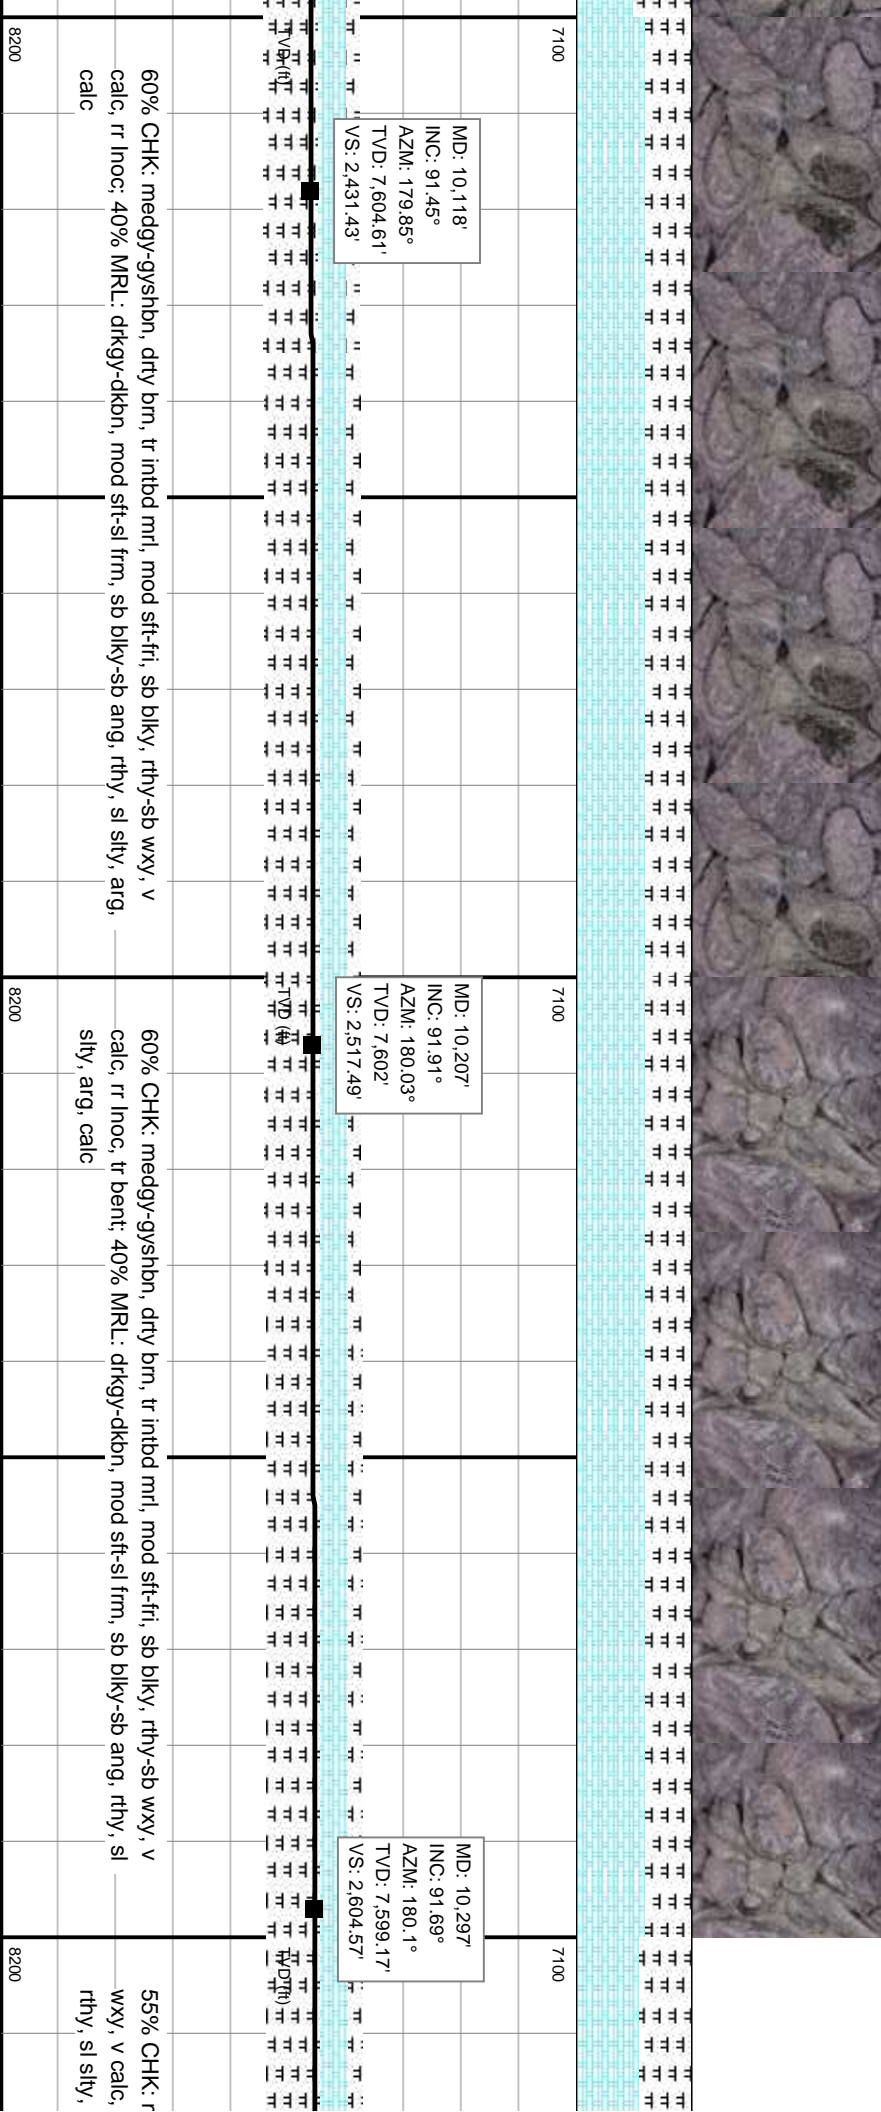 8200
TVD (ft)
7100
MD: 10,118'
INC: 91.45°
AZM: 179.85°
TVD: 7,604.61'
VS: 2,431.43'
60% CHK: medgy-gyshbn, drty brn, tr intbd mrl, mod sft-fri, sb blky, rthy-sb wxy, v
calc, rr Inoc; 40% MRL: drkgy-dkbn, mod sft-sl frm, sb blky-sb ang, rthy, sl slty, arg,
calc
8200
TVD (ft)
7100
MD: 10,207'
INC: 91.91°
AZM: 180.03°
TVD: 7,602'
VS: 2,517.49'
60% CHK: medgy-gyshbn, drty brn, tr intbd mrl, mod sft-fri, sb blky, rthy-sb wxy, v
calc, rr Inoc, tr bent; 40% MRL: drkgy-dkbn, mod sft-sl frm, sb blky-sb ang, rthy, sl
slty, arg, calc
MD: 10,297'
INC: 91.69°
AZM: 180.1°
TVD: 7,599.17'
VS: 2,604.57'
8200
TVD (ft)
7100
55% CHK:
wxy, v calc,
rthy, sl slty,